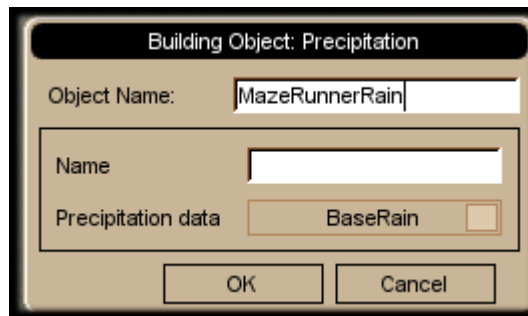 Building Object: Precipitation
Object Name: MazeRunnerRain
Name
Precipitation data BaseRain
OK Cancel